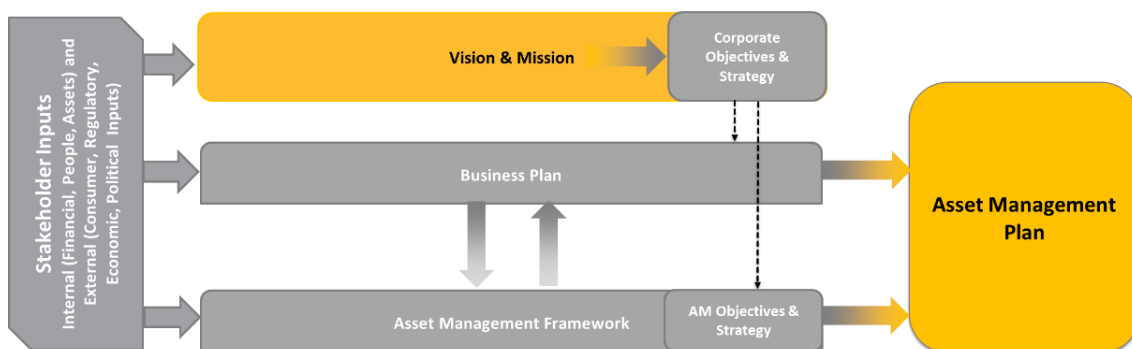 Stakeholder Inputs
Internal (Financial, People, Assets) and
External (Consumer, Regulatory,
Economic, Political Inputs)
Vision & Mission
Corporate
Objectives &
Strategy
Business Plan
Asset Management Framework
AM Objectives &
Strategy
Asset Management
Plan